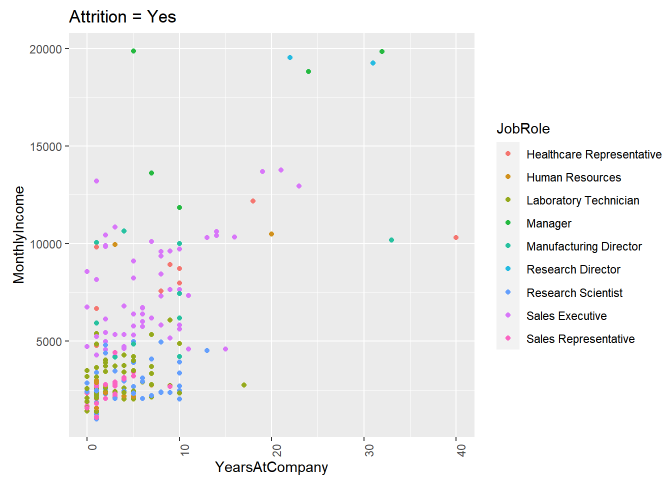 Attrition = Yes
20000
15000
10000
5000
MonthlyIncome
0
10
20
30
40
YearsAtCompany
JobRole
Healthcare Representative
Human Resources
Laboratory Technician
Manager
Manufacturing Director
Research Director
Research Scientist
Sales Executive
Sales Representative